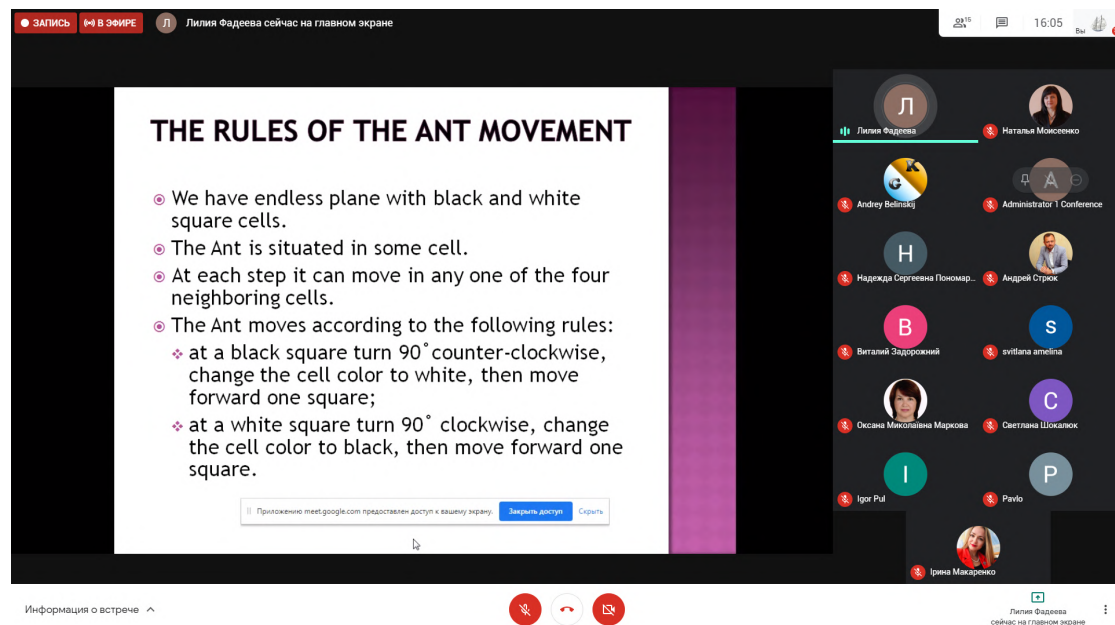 ЗАПИСЬ
В ЭФИРЕ
Л
Лилия Фадеева сейчас на главном экране
15
16:05
Вы
THE RULES OF THE ANT MOVEMENT
We have endless plane with black and white
square cells.
The Ant is situated in some cell.
At each step it can move in any one of the four
neighboring cells.
The Ant moves according to the following rules:
at a black square turn 90° counter-clockwise,
change the cell color to white, then move
forward one square;
at a white square turn 90° clockwise, change
the cell color to black, then move forward one
square.
Приложению meet.google.com предоставлен доступ к вашему экрану.
Закрыть доступ
Скрыть
Л
Лилия Фадеева
Наталья Моисеенко
K
G
Andrey Belinskij
A
Administrator 1 Conference
Н
Надежда Сергеевна Пономар...
Андрей Стрюк
В
Виталий Задорожний
s
svitlana amelina
Оксана Миколаївна Маркова
С
Светлана Шокалюк
I
Igor Pul
P
Pavlo
Ірина Макаренко
Информация о встрече
Лилия Фадеева
сейчас на главном экране